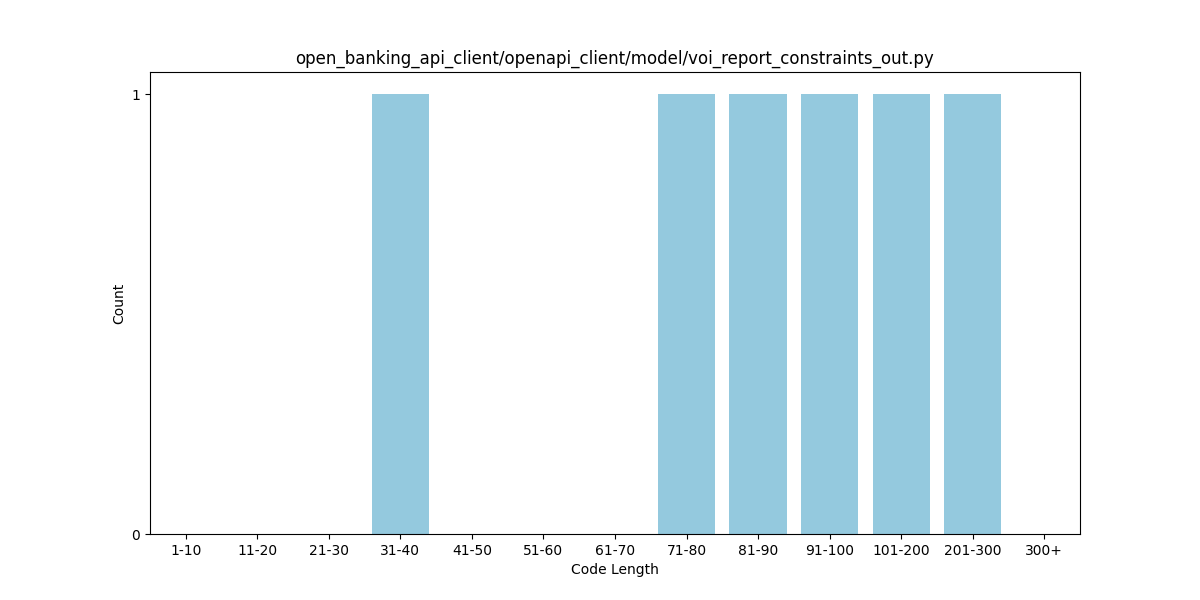 open_banking_api_client/openapi_client/model/voi_report_constraints_out.py
1
Count
0
1-10 11-20 21-30 31-40 41-50 51-60 61-70 71-80 81-90 91-100 101-200 201-300 300+
Code Length